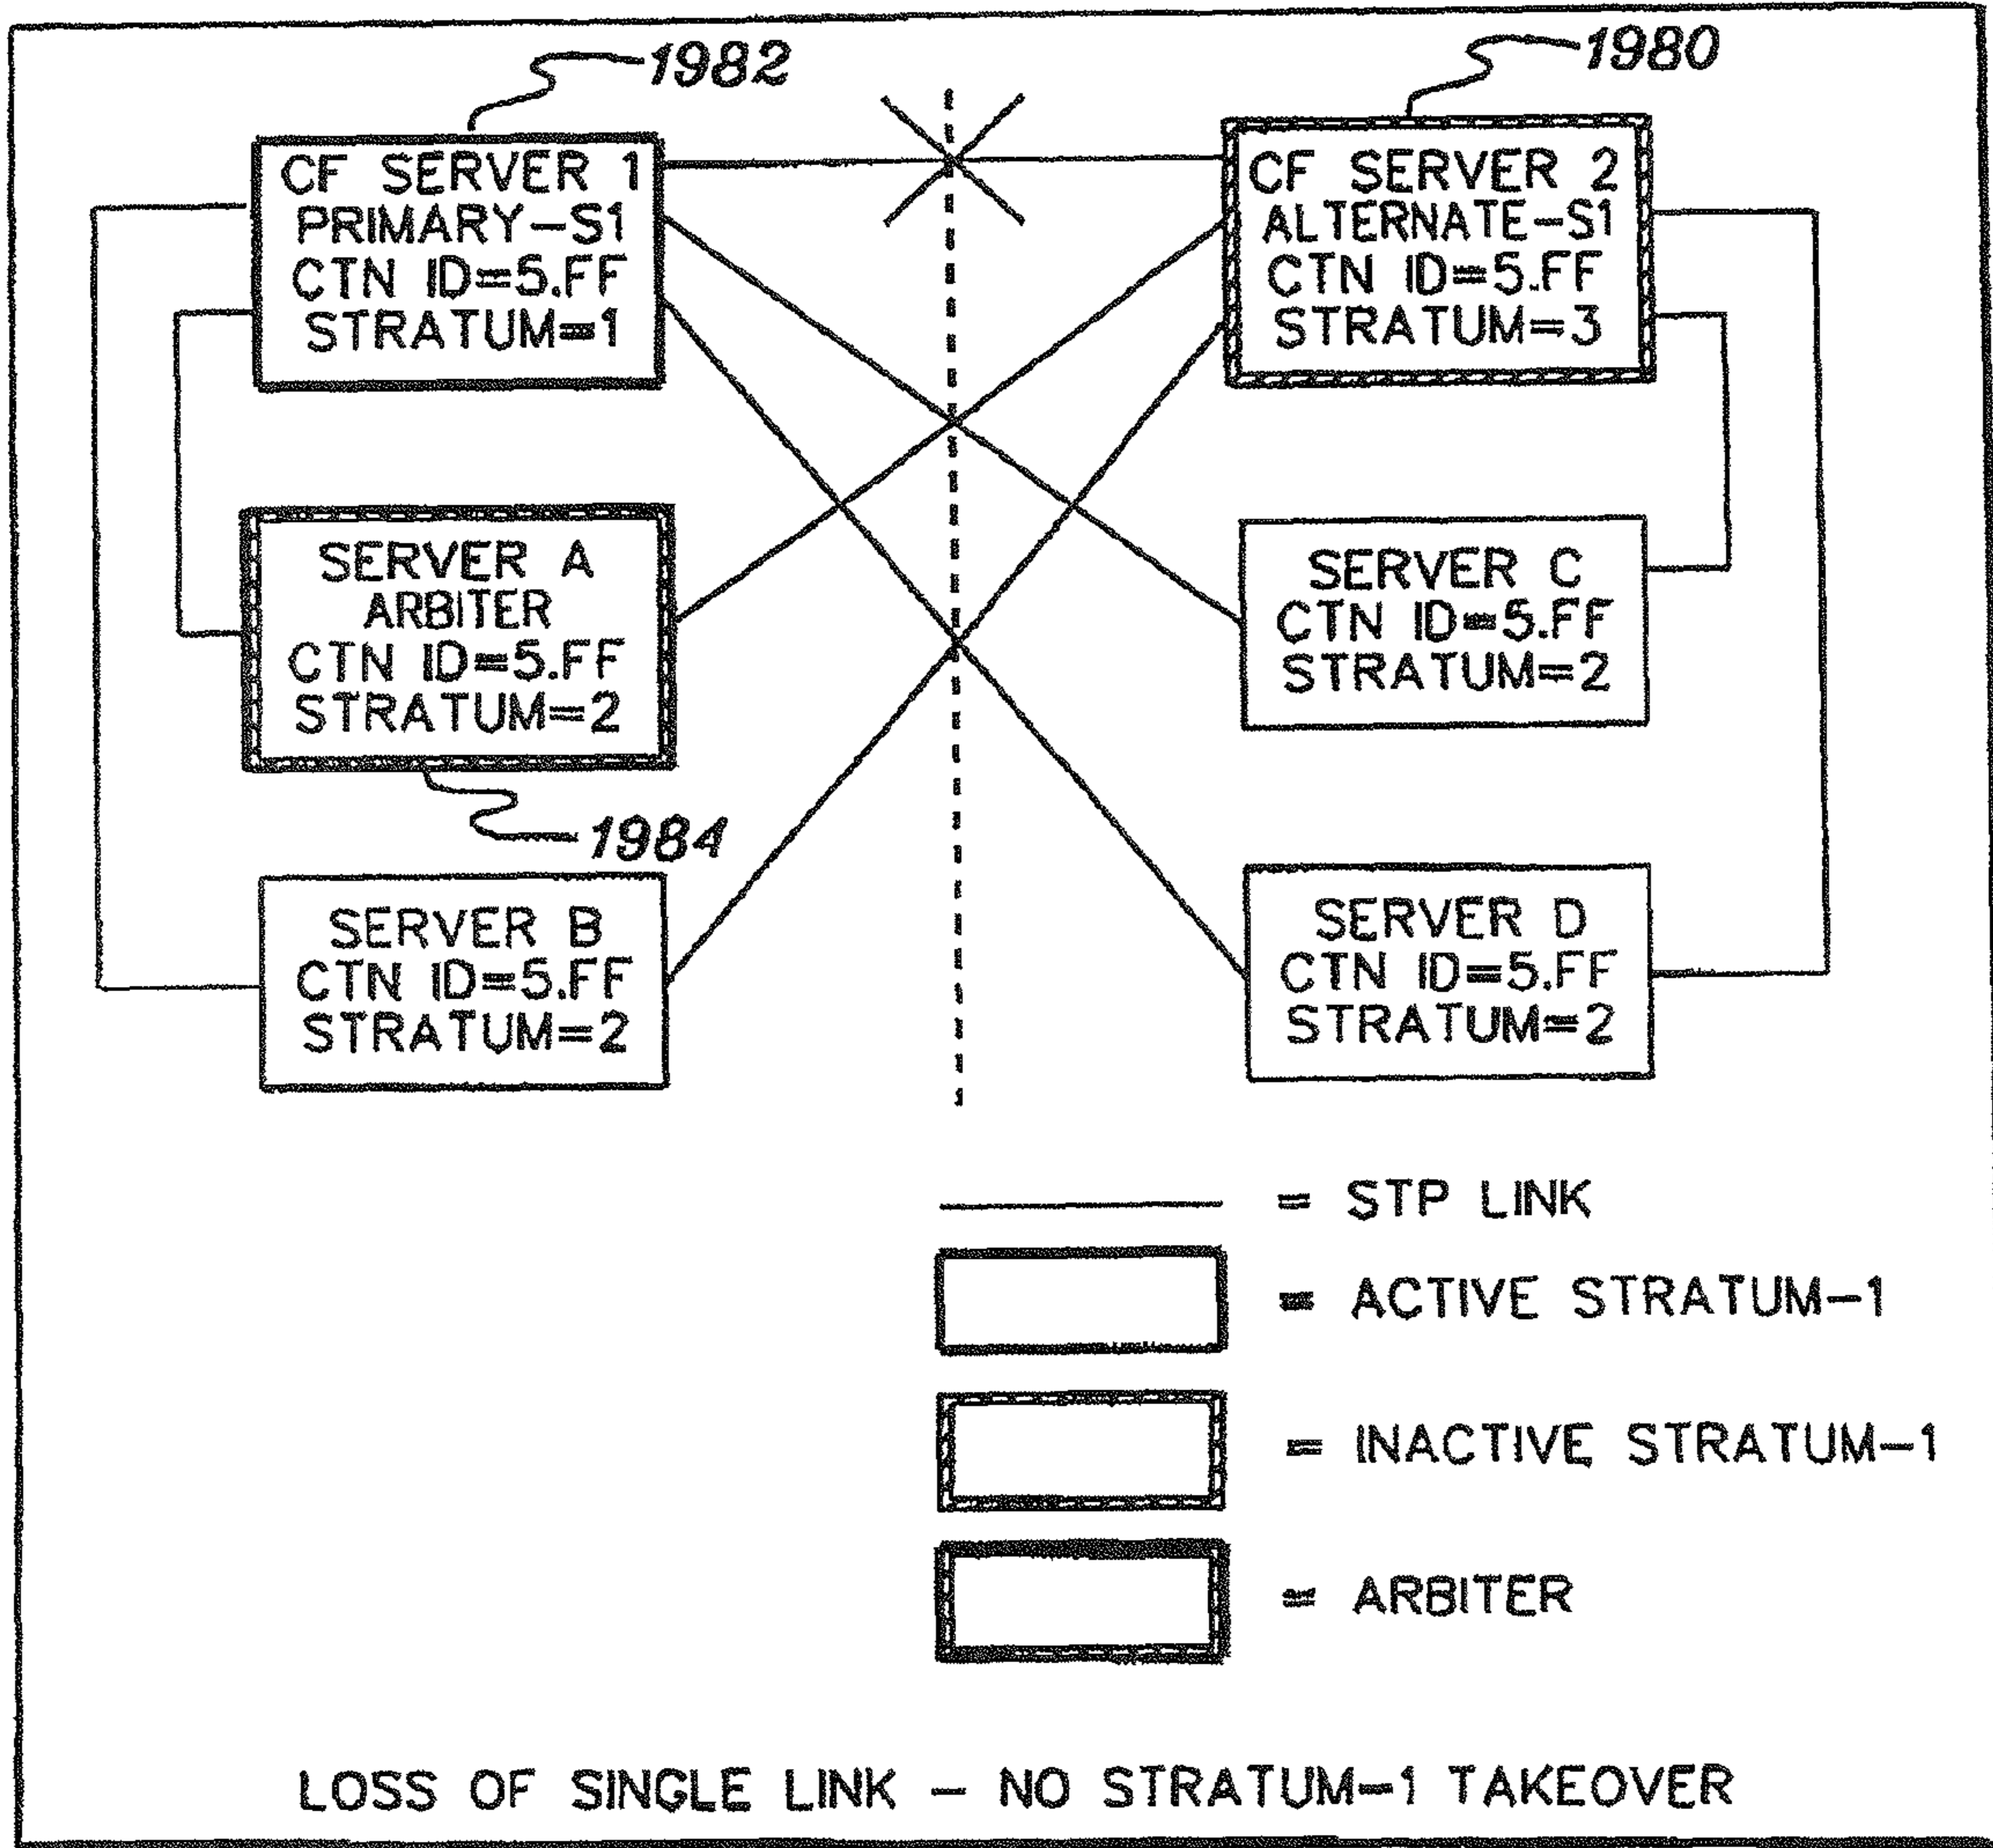 1982
1980
CF SERVER 1
PRIMARY-S1
CTN ID=5.FF
STRATUM=1
CF SERVER 2
ALTERNATE-S1
CTN ID=5.FF
STRATUM=3
SERVER A
ARBITER
CTN ID=5.FF
STRATUM=2
1984
SERVER C
CTN ID=5.FF
STRATUM=2
SERVER B
CTN ID=5.FF
STRATUM=2
SERVER D
CTN ID=5.FF
STRATUM=2
= STP LINK
= ACTIVE STRATUM-1
= INACTIVE STRATUM-1
= ARBITER
LOSS OF SINGLE LINK - NO STRATUM-1 TAKEOVER